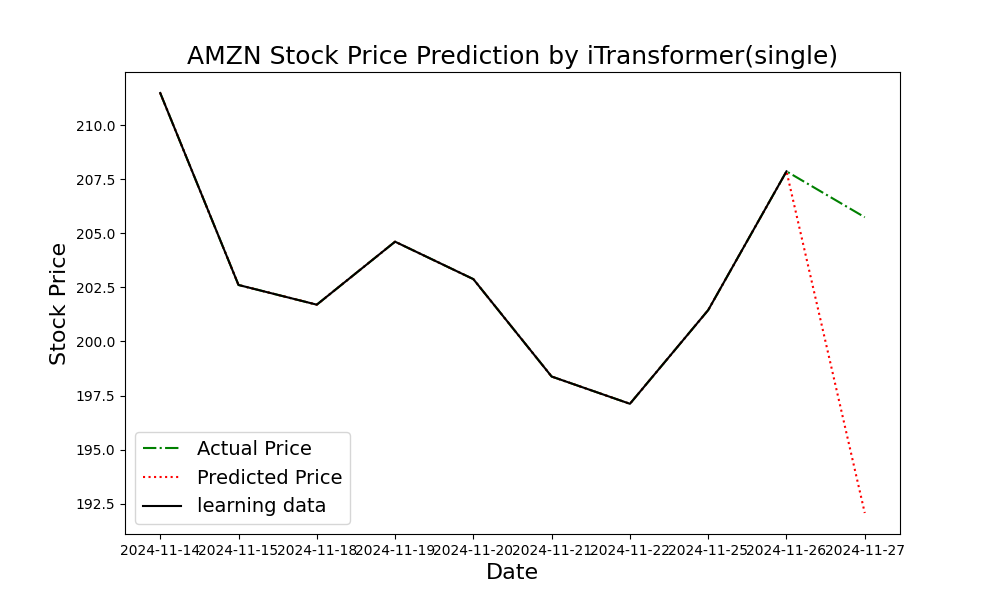 AMZN Stock Price Prediction by iTransformer(single)
Stock Price
210.0
207.5
205.0
202.5
200.0
197.5
195.0
192.5
Actual Price
Predicted Price
learning data
2024-11-14 2024-11-15 2024-11-18 2024-11-19 2024-11-20 2024-11-21 2024-11-22 2024-11-25 2024-11-26 2024-11-27
Date